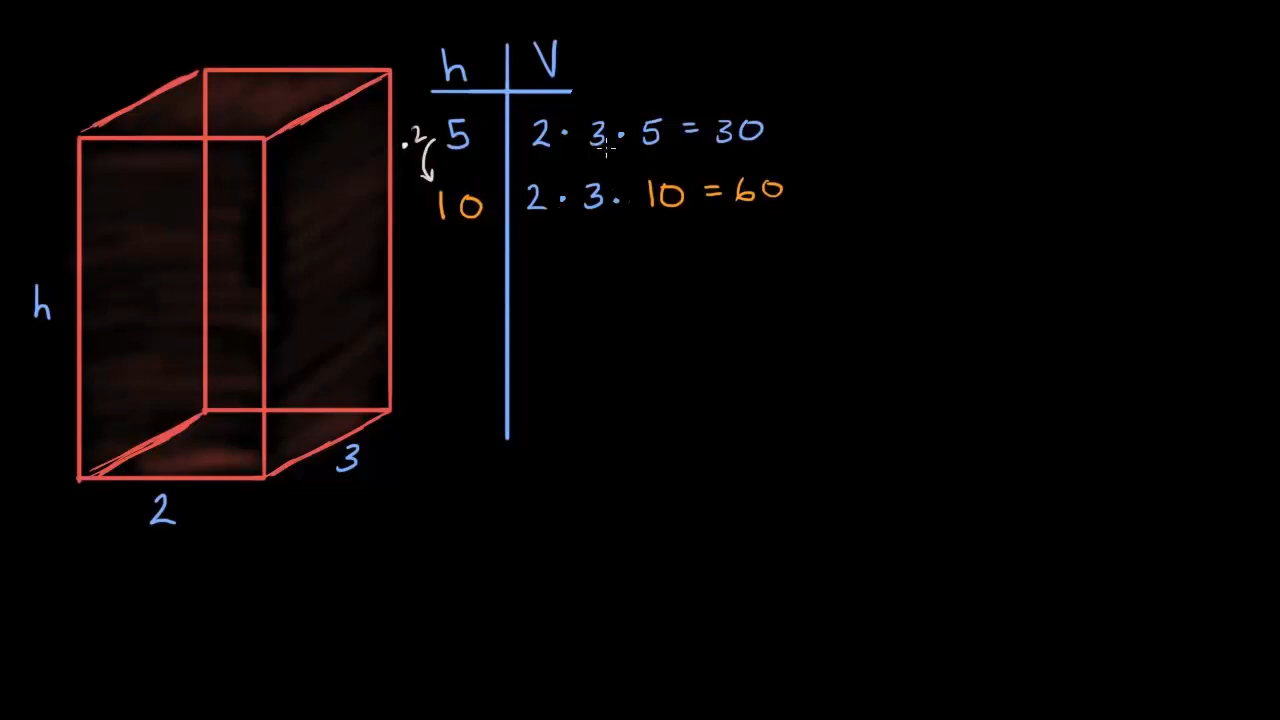 h V
·2 5 2 · 3 · 5 = 30
10 2 · 3 · 10 = 60
h
3
2